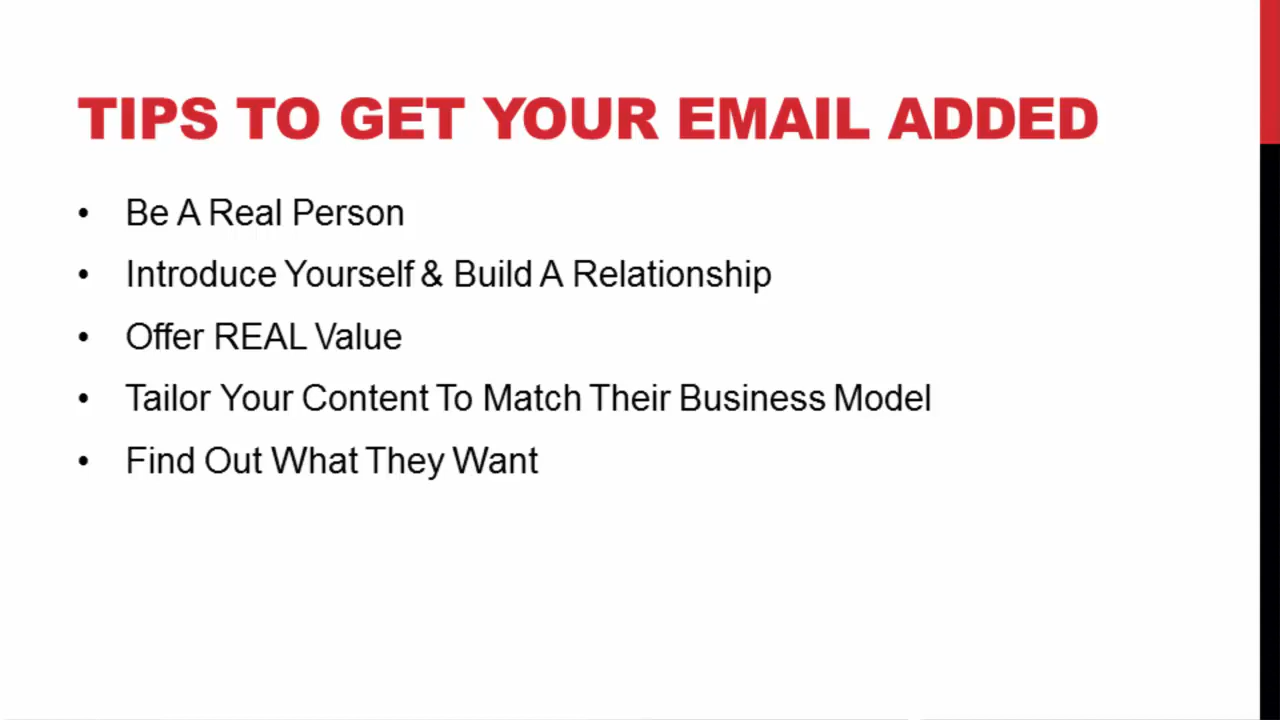 TIPS TO GET YOUR EMAIL ADDED
• Be A Real Person
• Introduce Yourself & Build A Relationship
• Offer REAL Value
• Tailor Your Content To Match Their Business Model
• Find Out What They Want